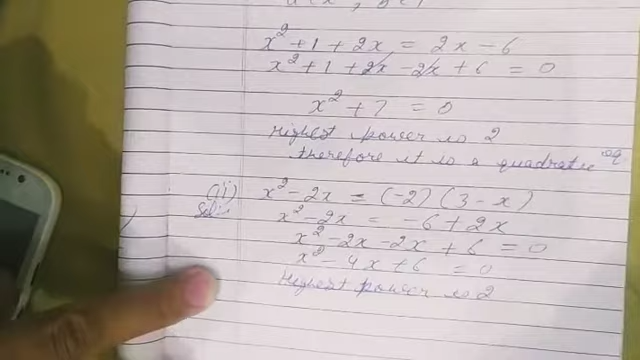 x² + 1 + 2x = 2x - 6
x² + 1 + 2x - 2x + 6 = 0
x² + 7 = 0
Highest power is 2
therefore it is a quadratic eq
(ii) x² - 2x = (-2) (3 - x)
Sol: x² - 2x = -6 + 2x
x² - 2x - 2x + 6 = 0
x² - 4x + 6 = 0
Highest power is 2